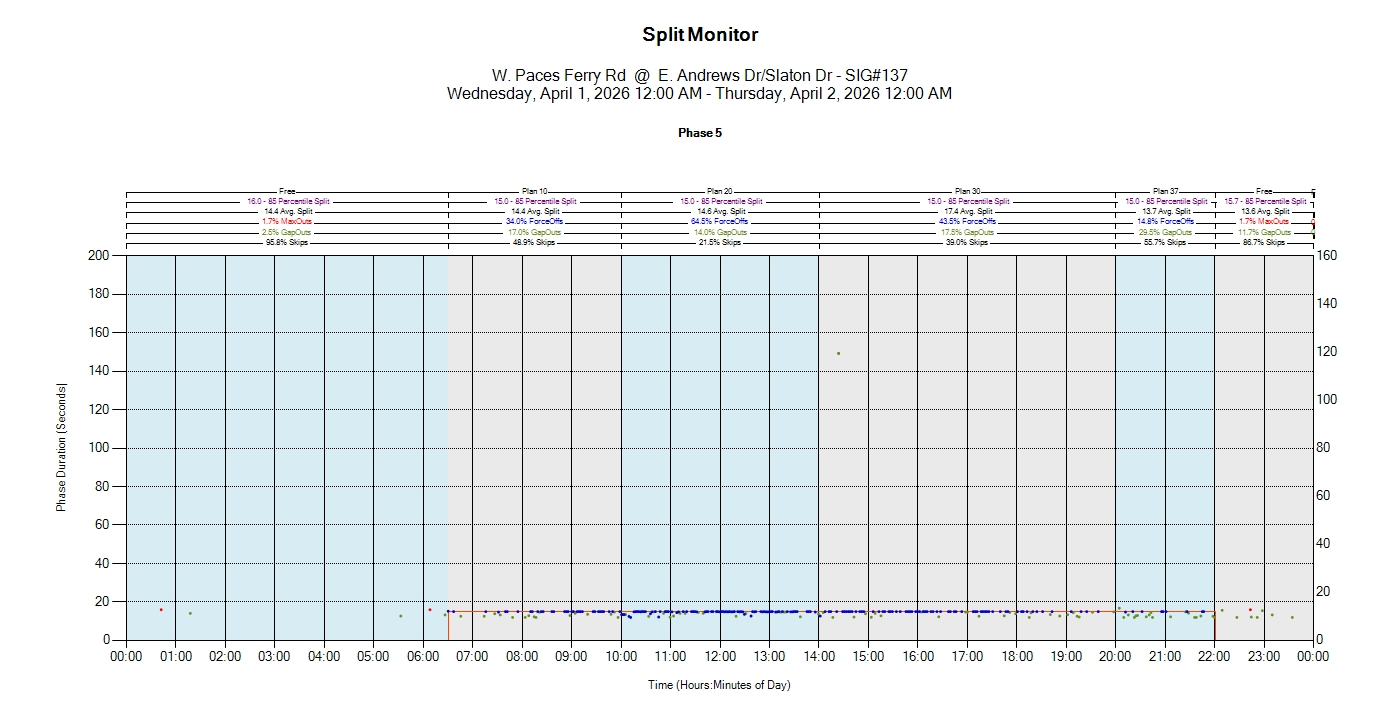 Split Monitor
W. Paces Ferry Rd @ E. Andrews Dr/Slaton Dr - SIG#137
Wednesday, April 1, 2026 12:00 AM - Thursday, April 2, 2026 12:00 AM
Phase 5
Free Plan 10 Plan 20 Plan 30 Plan 37 Free
16.0 - 85 Percentile Split 15.0 - 85 Percentile Split 15.0 - 85 Percentile Split 15.0 - 85 Percentile Split 15.0 - 85 Percentile Split 15.7 - 85 Percentile Split
14.4 Avg. Split 14.4 Avg. Split 14.6 Avg. Split 17.4 Avg. Split 13.7 Avg. Split 13.6 Avg. Split
1.7% MaxOuts 34.0% ForceOffs 64.5% ForceOffs 43.5% ForceOffs 14.8% ForceOffs 1.7% MaxOuts
2.5% GapOuts 17.0% GapOuts 14.0% GapOuts 17.5% GapOuts 29.5% GapOuts 11.7% GapOuts
95.8% Skips 48.9% Skips 21.5% Skips 39.0% Skips 55.7% Skips 86.7% Skips
200 160
180
140
160
120
140
120 100
100 80
80
60
60
40
40
20 20
0 0
Phase Duration (Seconds)
00:00 01:00 02:00 03:00 04:00 05:00 06:00 07:00 08:00 09:00 10:00 11:00 12:00 13:00 14:00 15:00 16:00 17:00 18:00 19:00 20:00 21:00 22:00 23:00 00:00
Time (Hours:Minutes of Day)